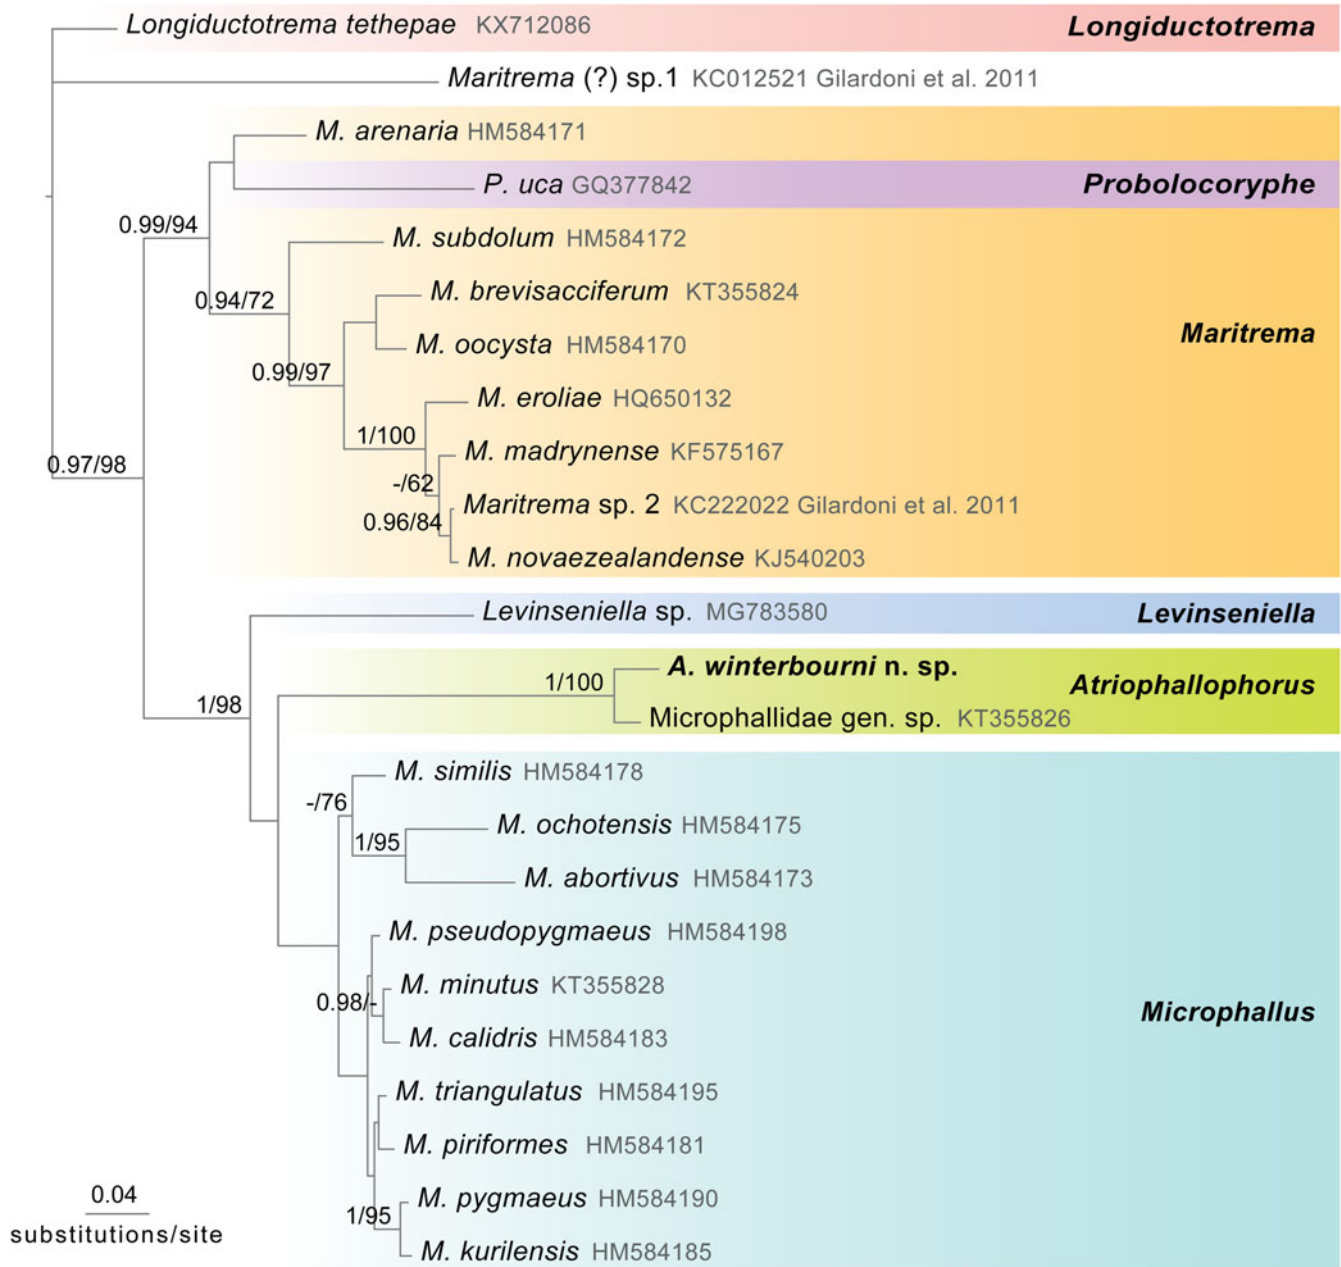 Longiductotrema tethepae KX712086 Longiductotrema
Maritrema (?) sp.1 KC012521 Gilardoni et al. 2011
M. arenaria HM584171
P. uca GQ377842 Probolocoryphe
0.99/94
M. subdolum HM584172
M. brevisacciferum KT355824
0.94/72
Maritrema
M. oocysta HM584170
0.99/97
M. eroliae HQ650132
1/100
M. madrynense KF575167
-/62
0.97/98
Maritrema sp. 2 KC222022 Gilardoni et al. 2011
0.96/84
M. novaezealandense KJ540203
Levinseniella sp. MG783580 Levinseniella
A. winterbourni n. sp.
1/100
Atriophallophorus
1/98
Microphallidae gen. sp. KT355826
M. similis HM584178
-/76
M. ochotensis HM584175
1/95
M. abortivus HM584173
M. pseudopygmaeus HM584198
M. minutus KT355828
0.98/-
Microphallus
M. calidris HM584183
M. triangulatus HM584195
M. piriformes HM584181
M. pygmaeus HM584190
1/95
M. kurilensis HM584185
0.04
substitutions/site